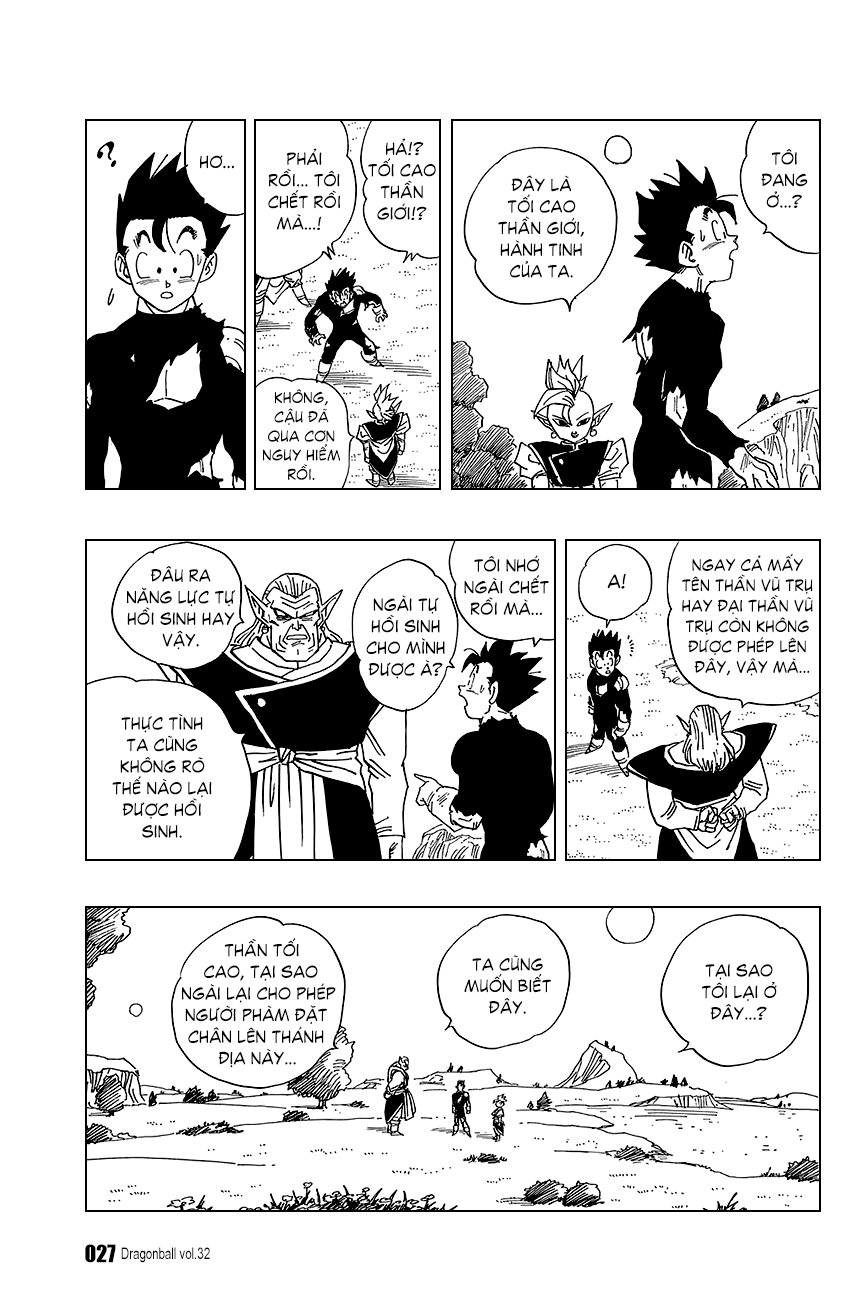 TÔI
ĐANG
Ở...?
ĐÂY LÀ
TỐI CAO
THẦN GIỚI,
HÀNH TINH
CỦA TA.
HẢ!?
TỐI CAO
THẦN
GIỚI!?
PHẢI
RỒI... TÔI
CHẾT RỒI
MÀ...!
KHÔNG,
CẬU ĐÃ
QUA CƠN
NGUY HIỂM
RỒI.
HƠ...
?
NGAY CẢ MẤY
TÊN THẦN VŨ TRỤ
HAY ĐẠI THẦN VŨ
TRỤ CÒN KHÔNG
ĐƯỢC PHÉP LÊN
ĐÂY, VẬY MÀ...
A!
TÔI NHỚ
NGÀI CHẾT
RỒI MÀ...
NGÀI TỰ
HỒI SINH
CHO MÌNH
ĐƯỢC À?
ĐÂU RA
NĂNG LỰC TỰ
HỒI SINH HAY
VẬY.
THỰC TÌNH
TA CŨNG
KHÔNG RÕ
THẾ NÀO LẠI
ĐƯỢC HỒI
SINH.
TẠI SAO
TÔI LẠI Ở
ĐÂY...?
TA CŨNG
MUỐN BIẾT
ĐÂY.
THẦN TỐI
CAO, TẠI SAO
NGÀI LẠI CHO PHÉP
NGƯỜI PHÀM ĐẶT
CHÂN LÊN THÁNH
ĐỊA NÀY...
027 Dragonball vol.32